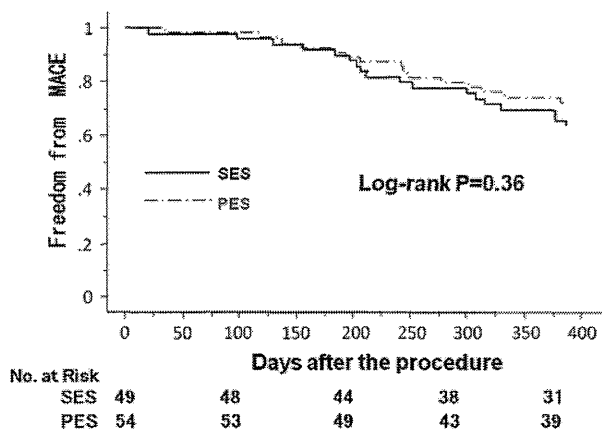 Freedom from MACE
1
.8
.6
.4
.2
0
SES
PES
Log-rank P=0.36
0 50 100 150 200 250 300 350 400
Days after the procedure
No. at Risk
SES 49 48 44 38 31
PES 54 53 49 43 39